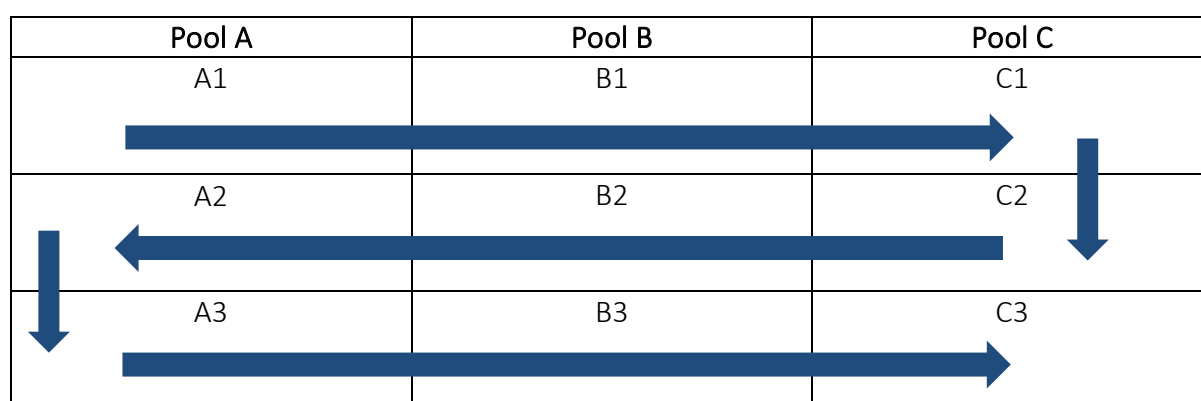 Pool A Pool B Pool C
A1 B1 C1
A2 B2 C2
A3 B3 C3